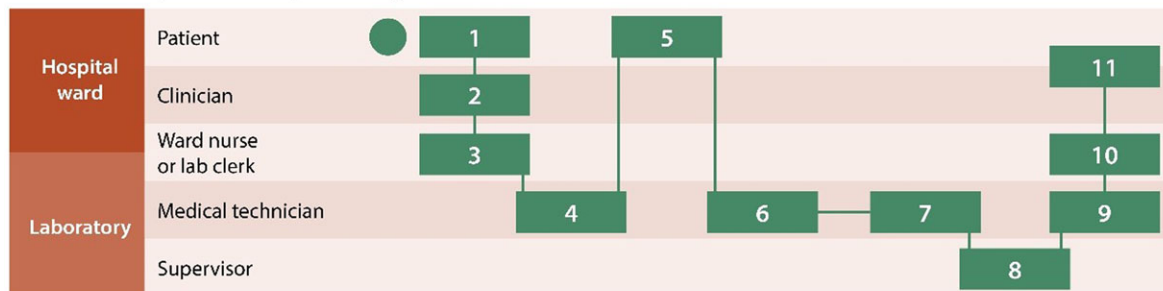 Hospital
ward
Patient
1
5
11
Clinician
2
Ward nurse
or lab clerk
3
10
Laboratory
Medical technician
4
6
7
9
Supervisor
8